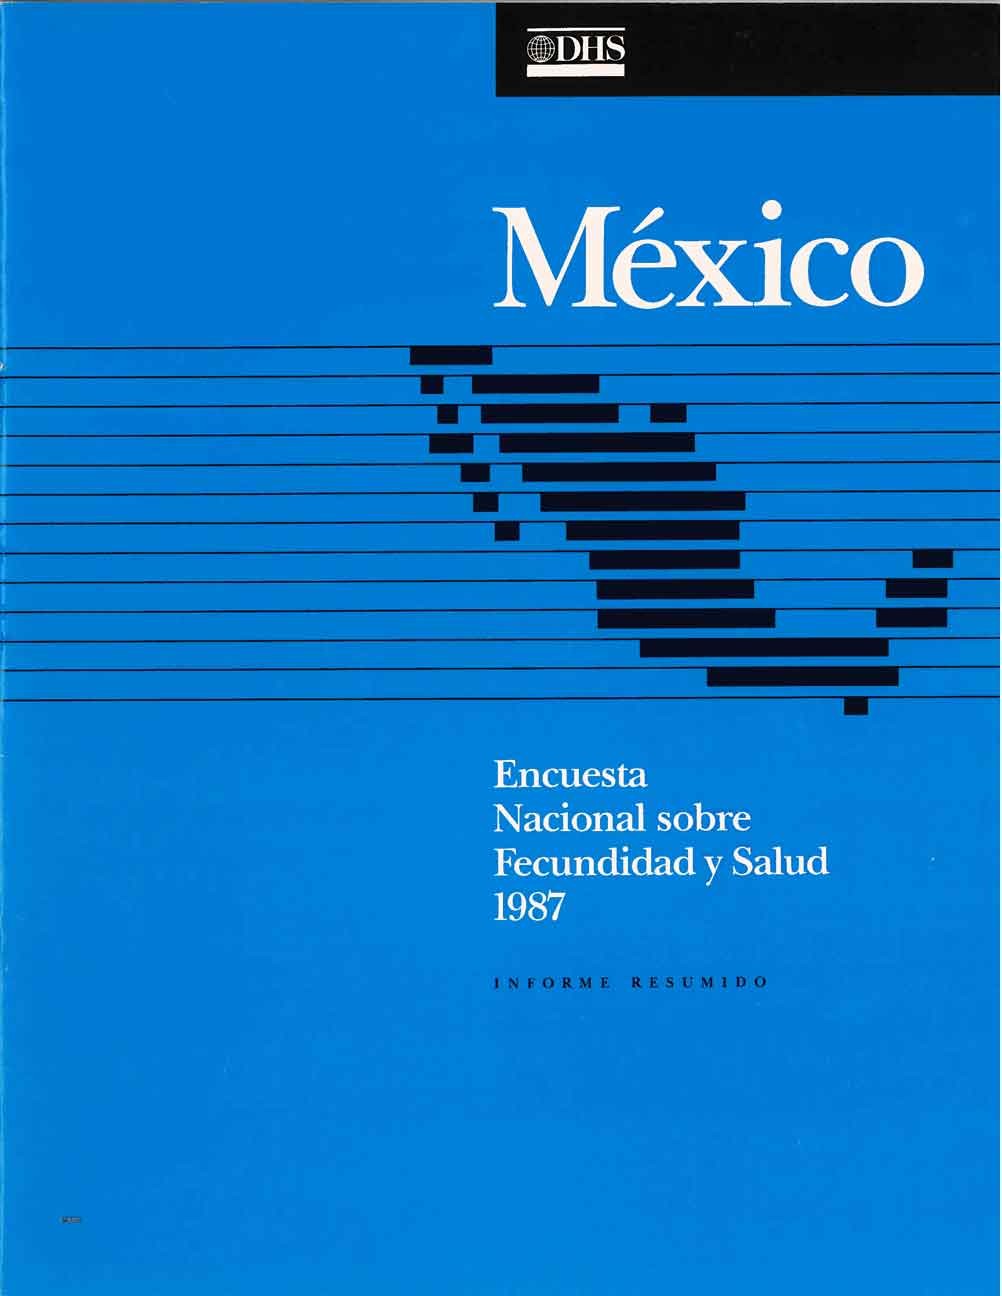 DHS
México
Encuesta
Nacional sobre
Fecundidad y Salud
1987
INFORME RESUMIDO